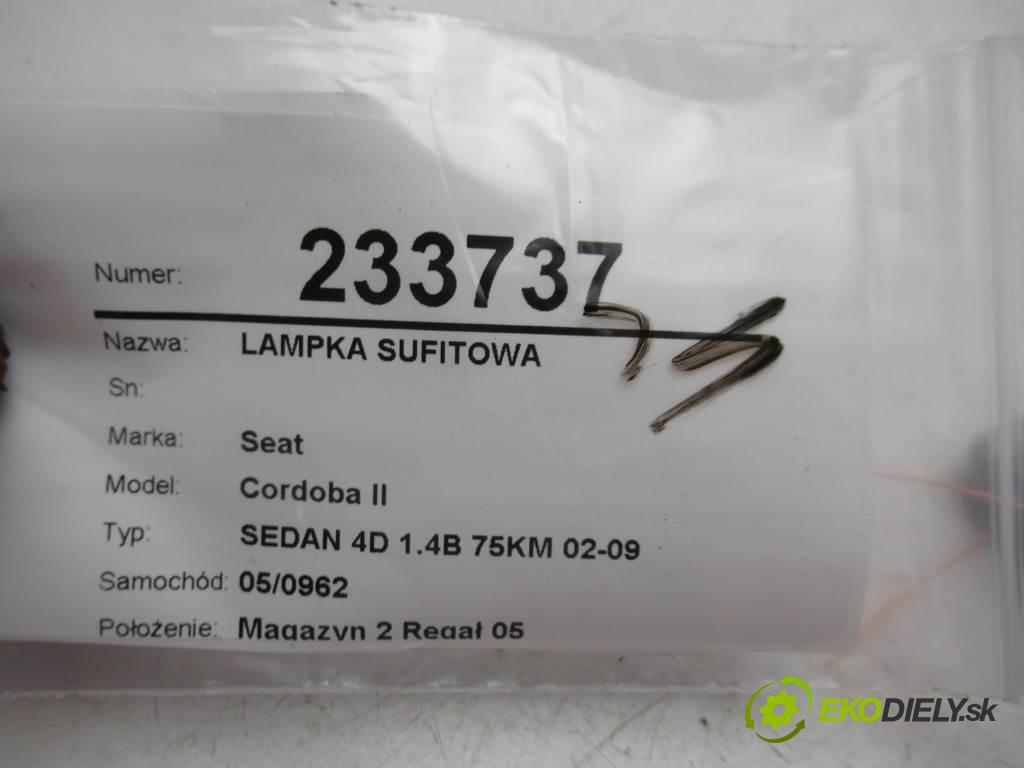 Numer: 233737
Nazwa: LAMPKA SUFITOWA
Sn:
Marka: Seat
Model: Cordoba II
Typ: SEDAN 4D 1.4B 75KM 02-09
Samochód: 05/0962
Położenie: Magazyn 2 Regał 05
EKODIELY.sk